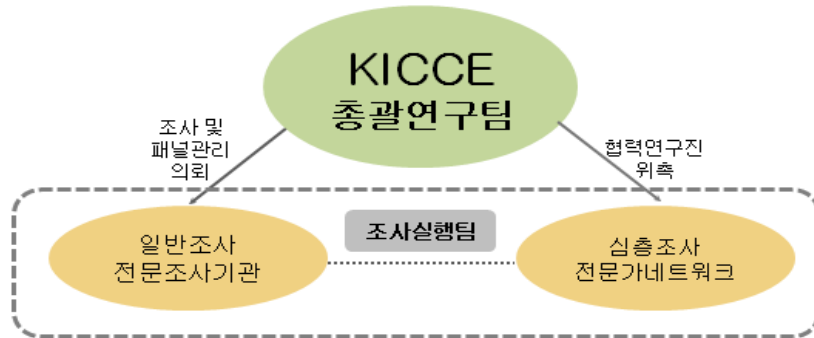 KICCE
총괄연구팀
조사 및
패널관리
의뢰
협력연구진
위촉
조사실행팀
일반조사
전문조사기관
심층조사
전문가네트워크